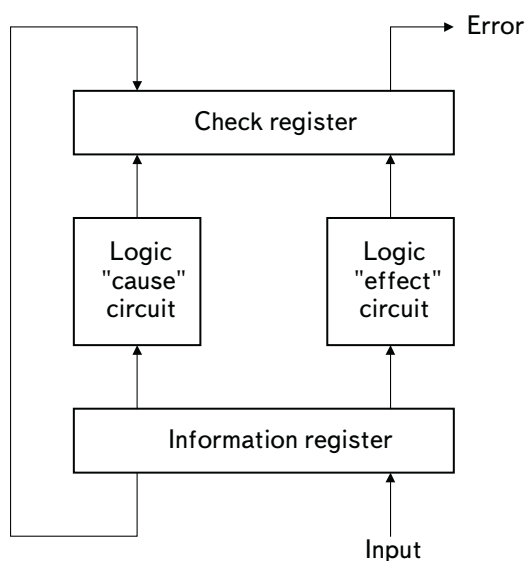 Error
Check register
Logic
"cause"
circuit
Logic
"effect"
circuit
Information register
Input